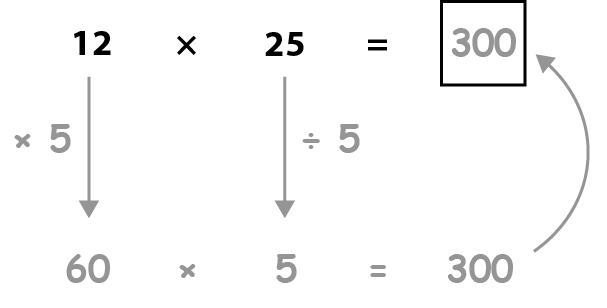 12 × 25 = 300
× 5 ÷ 5
60 × 5 = 300